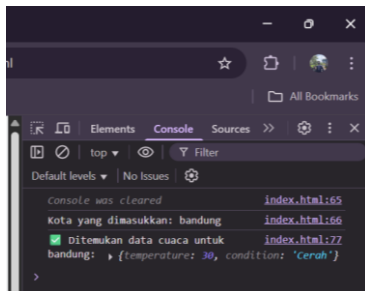 ml
All Bookmarks
Elements Console Sources
top Filter
Default levels No Issues
Console was cleared index.html:65
Kota yang dimasukkan: bandung index.html:66
✅ Ditemukan data cuaca untuk index.html:77
bandung: ▸ {temperature: 30, condition: 'Cerah'}